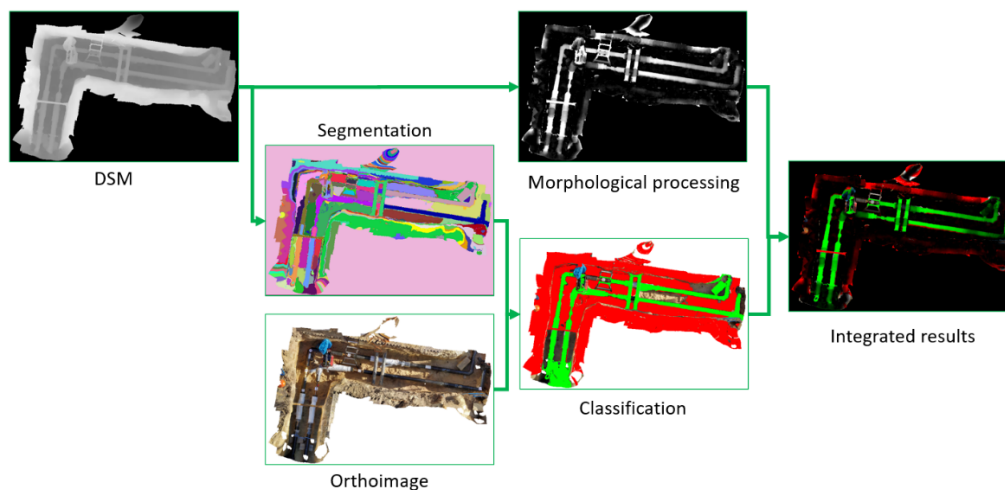 DSM
Segmentation
Orthoimage
Morphological processing
Classification
Integrated results